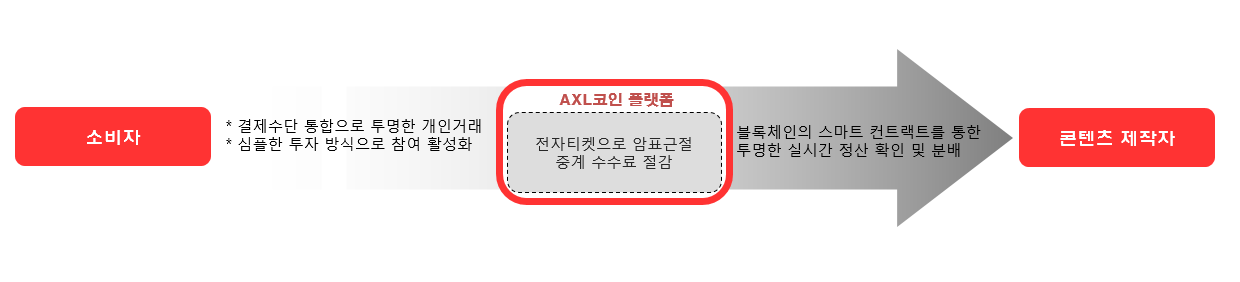 소비자
* 결제수단 통합으로 투명한 개인거래
* 심플한 투자 방식으로 참여 활성화
AXL코인 플랫폼
전자티켓으로 암표근절
중계 수수료 절감
블록체인의 스마트 컨트랙트를 통한
투명한 실시간 정산 확인 및 분배
콘텐츠 제작자